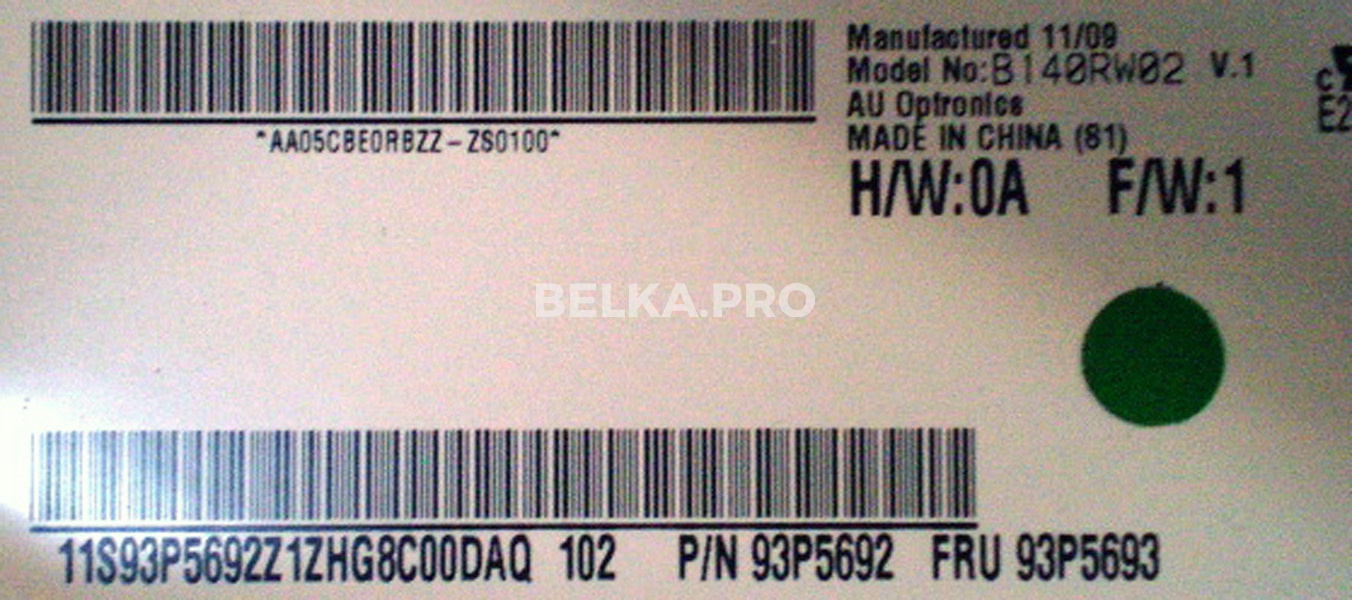 Manufactured 11/09
Model No:B140RW02 V.1
AU Optronics
MADE IN CHINA (81)
H/W:0A F/W:1
*AA05CBE0RBZZ-ZS0100*
BELKA.PRO
11S93P5692Z1ZHG8C00DAQ 102 P/N 93P5692 FRU 93P5693